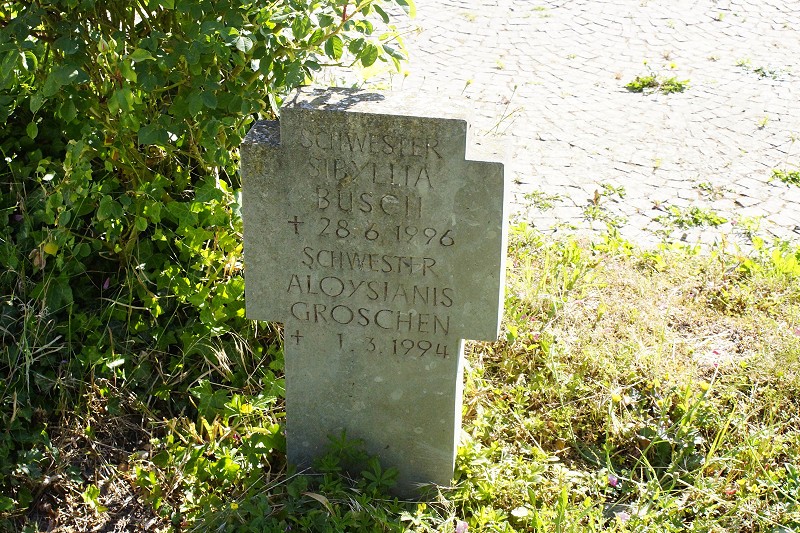 SCHWESTER
SIBYLLIA
BUSCH
† 28.6.1996
SCHWESTER
ALOYSIANIS
GROSCHEN
† 1.3.1994